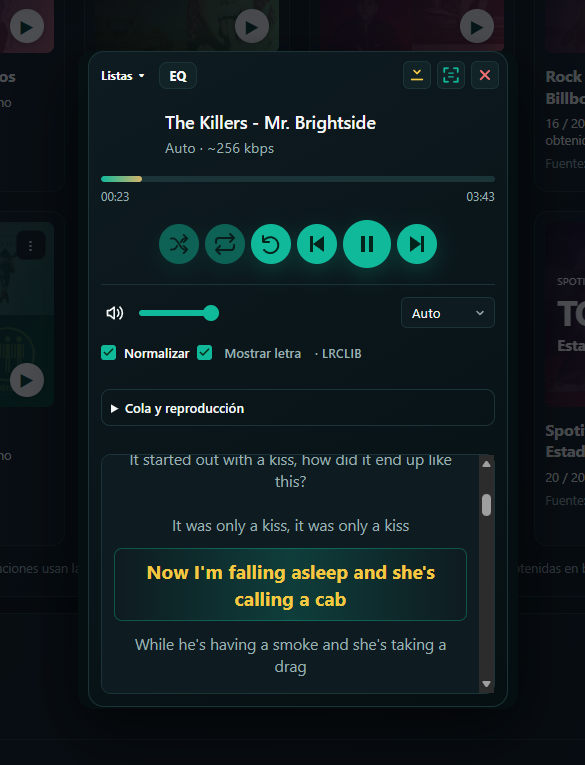 Listas
EQ
The Killers - Mr. Brightside
Auto · ~256 kbps
00:23
03:43
Auto
Normalizar
Mostrar letra
· LRCLIB
Cola y reproducción
It started out with a kiss, how did it end up like
this?
It was only a kiss, it was only a kiss
Now I'm falling asleep and she's
calling a cab
While he's having a smoke and she's taking a
drag
os
no
Rock
Billbo
16 / 20
obtenic
Fuente:
SPOTI
TO
Esta
Spoti
Estad
20 / 20
Fuente:
no
aciones usan la
tenidas en b